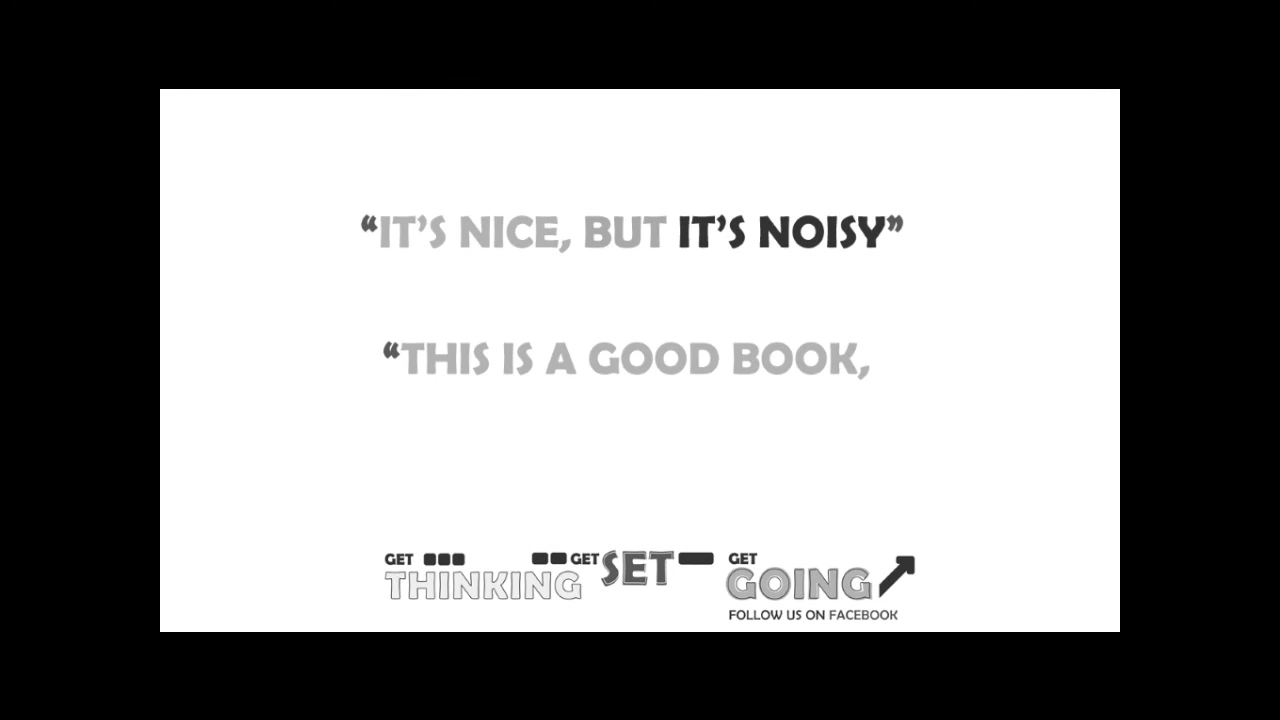 “IT’S NICE, BUT IT’S NOISY”
“THIS IS A GOOD BOOK,
GET THINKING
GET SET
GET GOING
FOLLOW US ON FACEBOOK